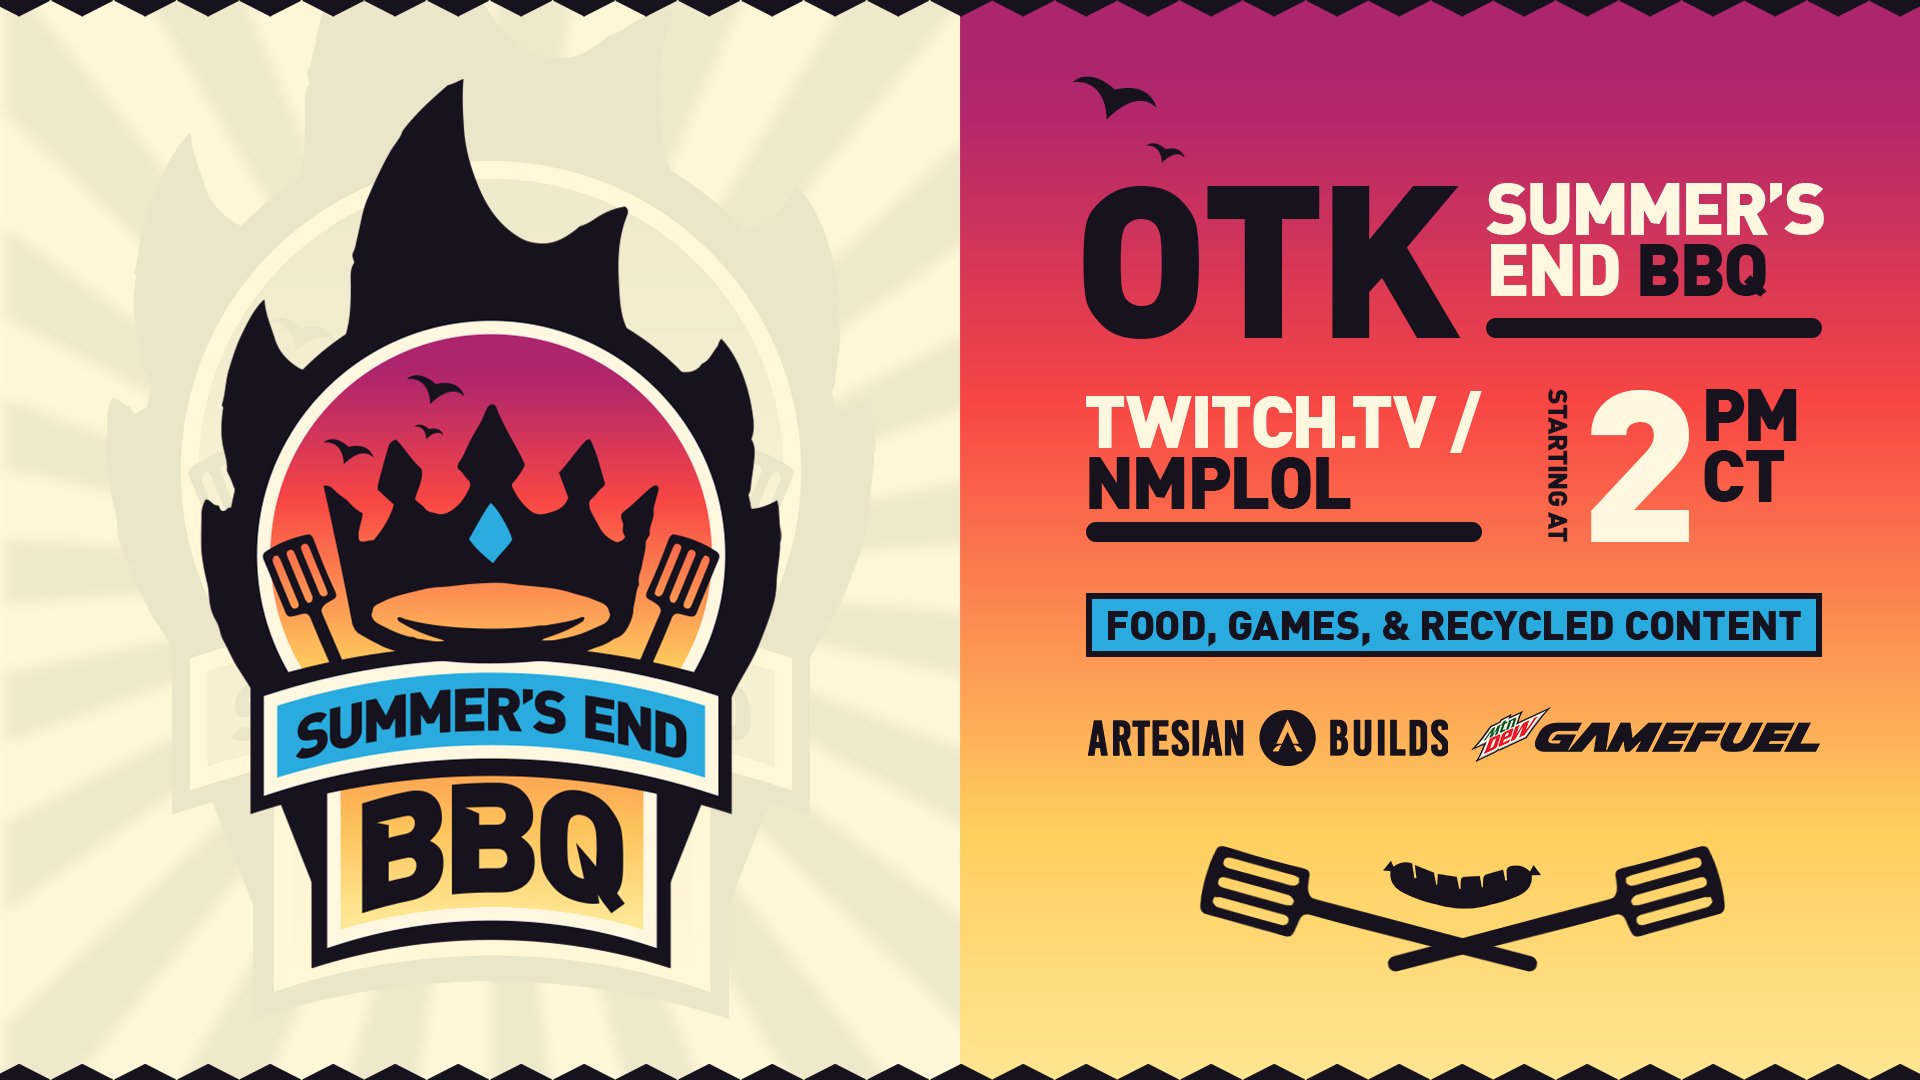 SUMMER'S END
BBQ
OTK
SUMMER'S
END BBQ
TWITCH.TV /
NMPLOL
STARTING AT
2
PM
CT
FOOD, GAMES, & RECYCLED CONTENT
ARTESIAN BUILDS
mtn DEW GAMEFUEL